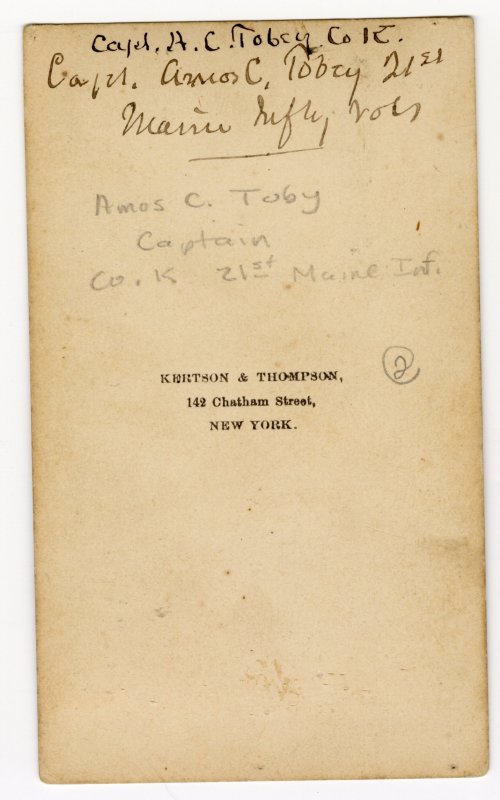 Capt. A. C. Tobey Co K.
Capt. Amos C. Tobey 21st
Maine Infty Vols
Amos C. Toby
Captain
Co. K 21st Maine Inf.
2
KERTSON & THOMPSON,
142 Chatham Street,
NEW YORK.